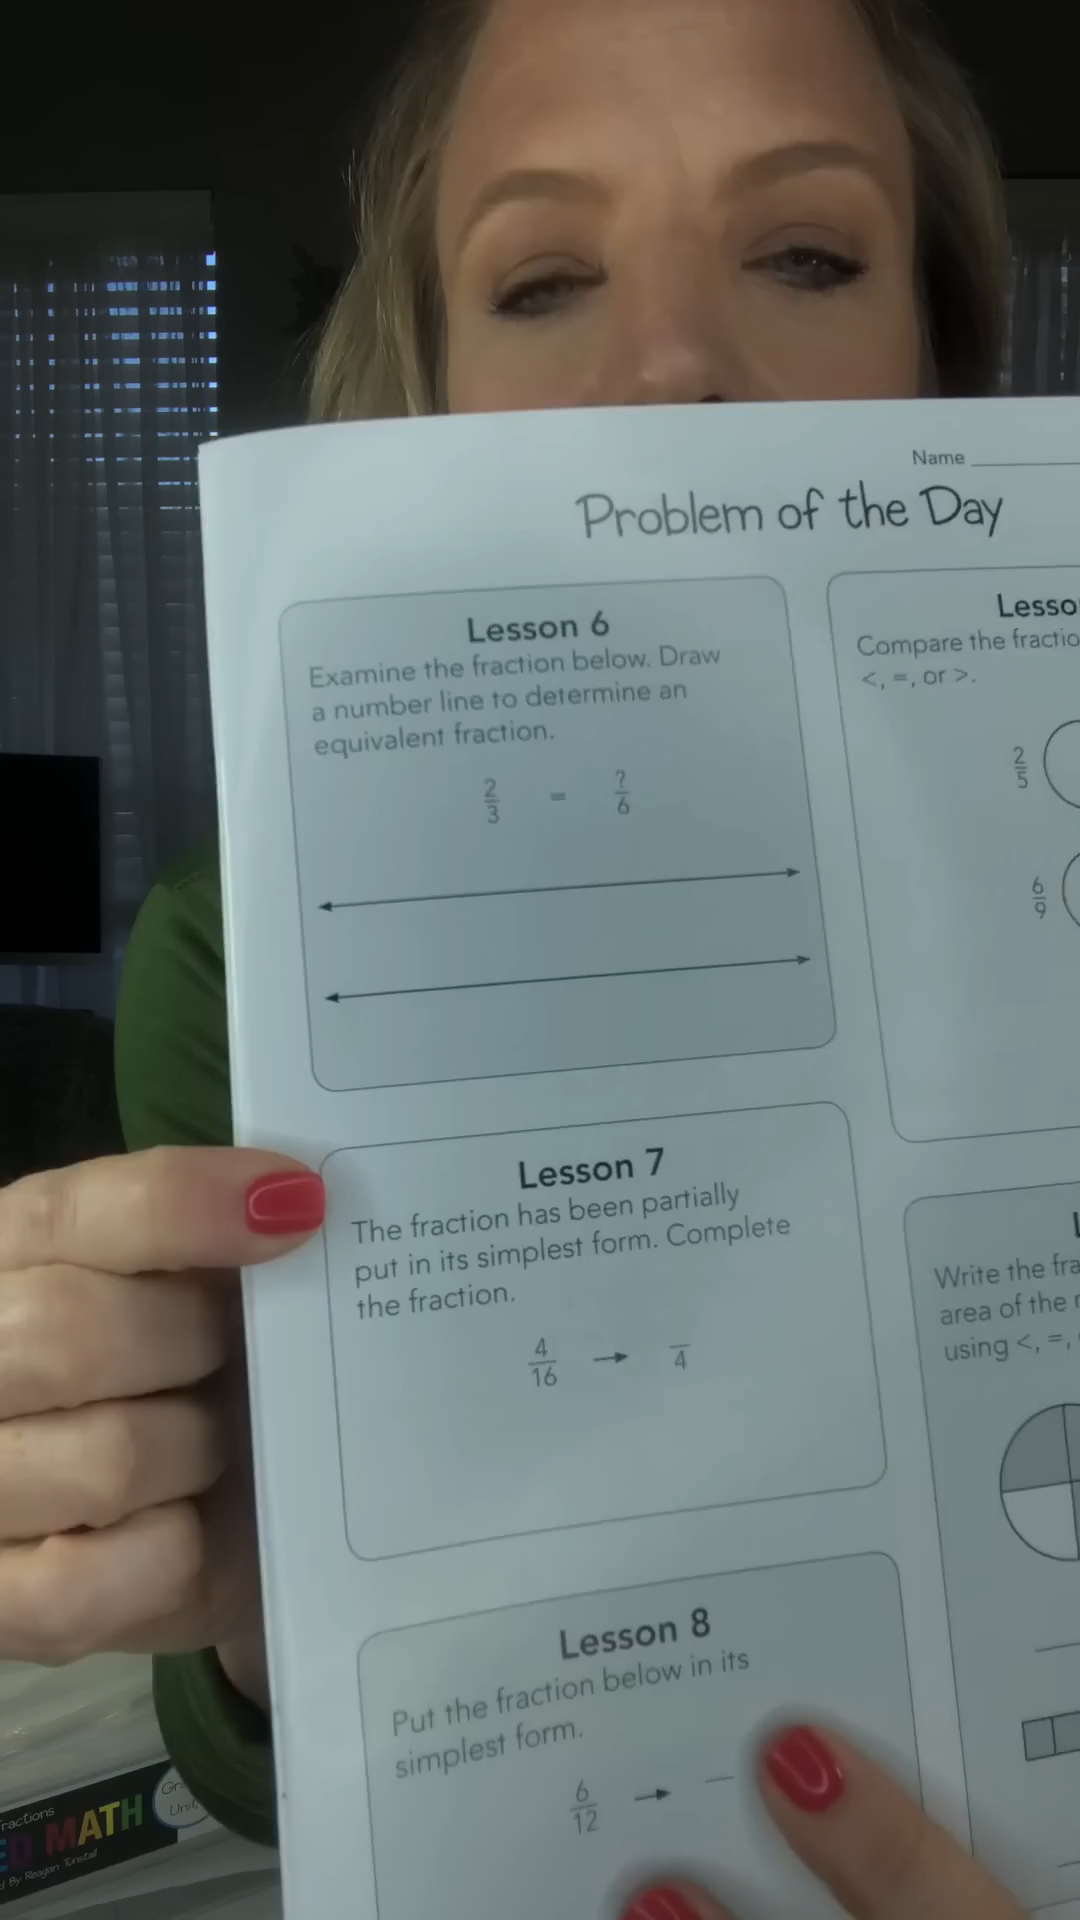 Name
Problem of the Day
Lesson 6
Examine the fraction below. Draw
a number line to determine an
equivalent fraction.
2/3 = ?/6
Lesson 7
The fraction has been partially
put in its simplest form. Complete
the fraction.
4/16 → /4
Lesson 8
Put the fraction below in its
simplest form.
6/12 →
Compare the
<, =, or >.
2/5
6/9
Write the
area of the
using <, =,
MATH
By Reagan Tunstall